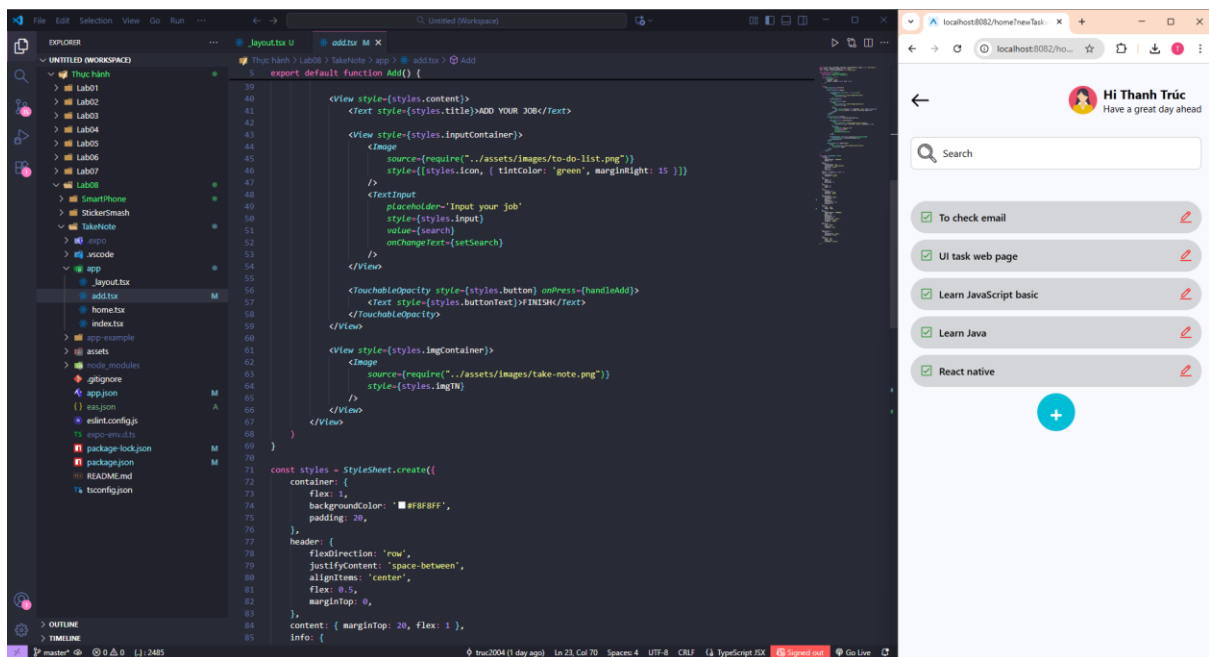 File Edit Selection View Go Run ···
Untitled (Workspace)
EXPLORER
UNTITLED (WORKSPACE)
Thực hành
Lab01
Lab02
Lab03
Lab04
Lab05
Lab06
Lab07
Lab08
SmartPhone
StickerSmash
TakeNote
.expo
.vscode
app
_layout.tsx
add.tsx M
home.tsx
index.tsx
app-example
assets
node_modules
.gitignore
app.json M
eas.json A
eslint.config.js
expo-env.d.ts
package-lock.json M
package.json M
README.md
tsconfig.json
OUTLINE
TIMELINE
_layout.tsx U
add.tsx M
Thực hành > Lab08 > TakeNote > app > add.tsx > Add
5 export default function Add() {
39
40 <View style={styles.content}>
41 <Text style={styles.title}>ADD YOUR JOB</Text>
42
43 <View style={styles.inputContainer}>
44 <Image
45 source={require("../assets/images/to-do-list.png")}
46 style={[styles.icon, { tintColor: 'green', marginRight: 15 }]}
47 />
48 <TextInput
49 placeholder='Input your job'
50 style={styles.input}
51 value={search}
52 onChangeText={setSearch}
53 />
54 </View>
55
56 <TouchableOpacity style={styles.button} onPress={handleAdd}>
57 <Text style={styles.buttonText}>FINISH</Text>
58 </TouchableOpacity>
59 </View>
60
61 <View style={styles.imgContainer}>
62 <Image
63 source={require("../assets/images/take-note.png")}
64 style={styles.imgTN}
65 />
66 </View>
67 </View>
68 )
69 }
70
71 const styles = StyleSheet.create({
72 container: {
73 flex: 1,
74 backgroundColor: '#F8F8FF',
75 padding: 20,
76 },
77 header: {
78 flexDirection: 'row',
79 justifyContent: 'space-between',
80 alignItems: 'center',
81 flex: 0.5,
82 marginTop: 0,
83 },
84 content: { marginTop: 20, flex: 1 },
85 info: {
master* 0 0 {..} : 2485
truc2004 (1 day ago) Ln 23, Col 70 Spaces: 4 UTF-8 CRLF TypeScript JSX Signed out Go Live
localhost:8082/home?newTask
localhost:8082/ho...
T
Hi Thanh Trúc
Have a great day ahead
Search
To check email
UI task web page
Learn JavaScript basic
Learn Java
React native
+